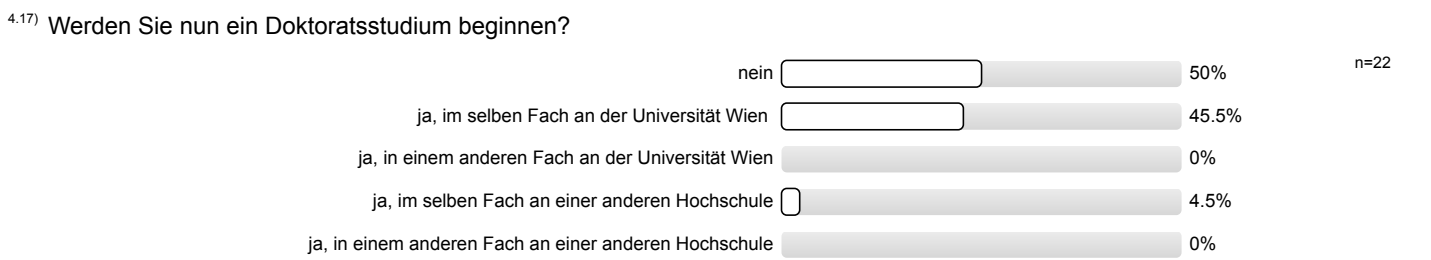 4.17) Werden Sie nun ein Doktoratsstudium beginnen?
nein 50% n=22
ja, im selben Fach an der Universität Wien 45.5%
ja, in einem anderen Fach an der Universität Wien 0%
ja, im selben Fach an einer anderen Hochschule 4.5%
ja, in einem anderen Fach an einer anderen Hochschule 0%